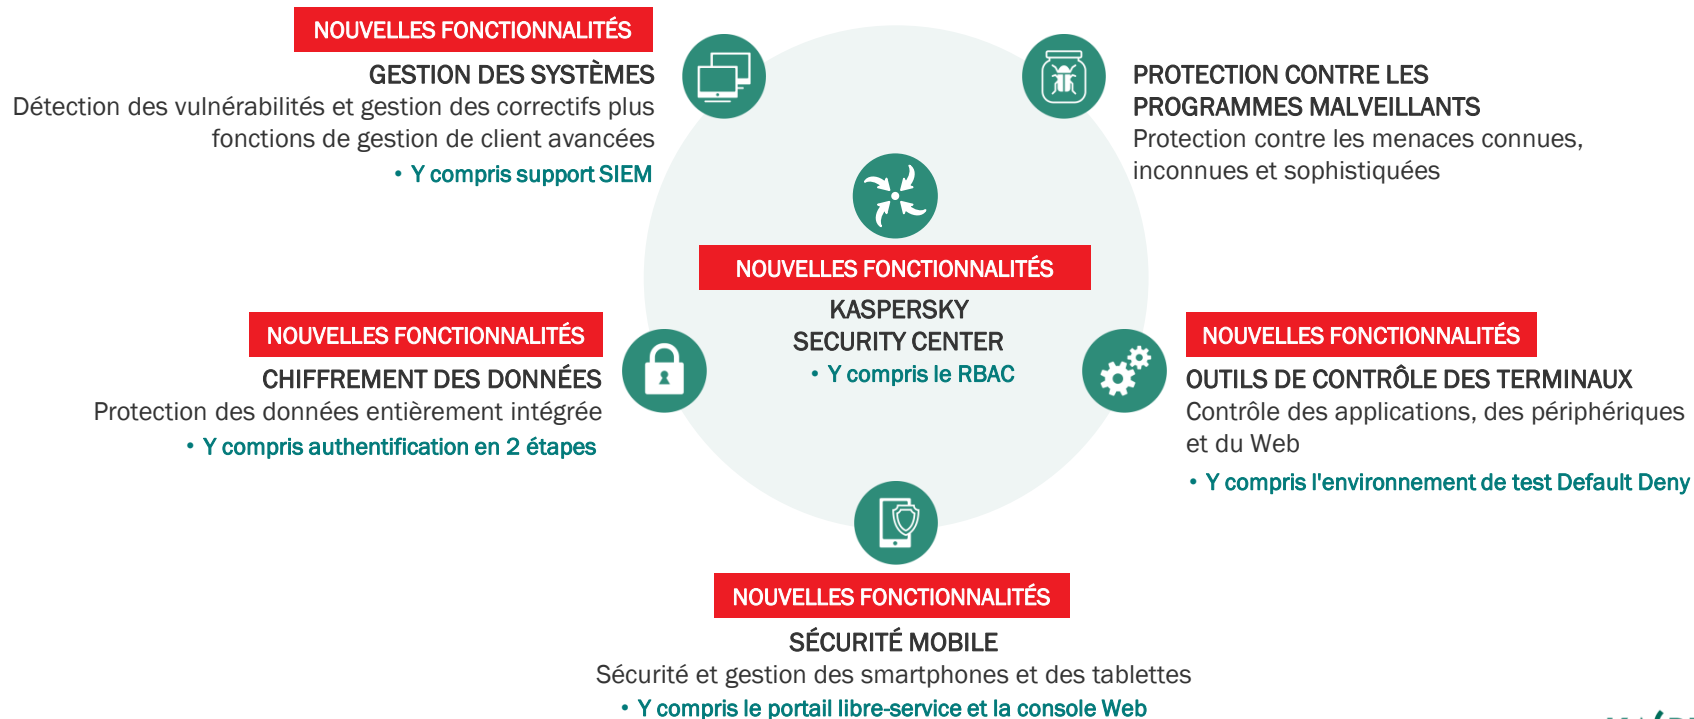 NOUVELLES FONCTIONNALITÉS
GESTION DES SYSTÈMES
Détection des vulnérabilités et gestion des correctifs plus
fonctions de gestion de client avancées
• Y compris support SIEM
PROTECTION CONTRE LES
PROGRAMMES MALVEILLANTS
Protection contre les menaces connues,
inconnues et sophistiquées
NOUVELLES FONCTIONNALITÉS
KASPERSKY
SECURITY CENTER
• Y compris le RBAC
NOUVELLES FONCTIONNALITÉS
CHIFFREMENT DES DONNÉES
Protection des données entièrement intégrée
• Y compris authentification en 2 étapes
NOUVELLES FONCTIONNALITÉS
OUTILS DE CONTRÔLE DES TERMINAUX
Contrôle des applications, des périphériques
et du Web
• Y compris l'environnement de test Default Deny
NOUVELLES FONCTIONNALITÉS
SÉCURITÉ MOBILE
Sécurité et gestion des smartphones et des tablettes
• Y compris le portail libre-service et la console Web